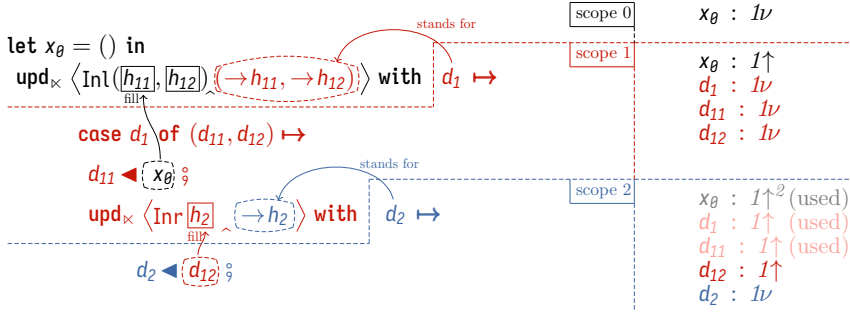 scope 0
x₀ : 1ν
stands for
let x₀ = () in
scope 1
x₀ : 1↑
upd⋉ ⟨Inl(h₁₁, h₁₂) ‸ (→h₁₁, →h₁₂)⟩ with d₁ ↦
d₁ : 1ν
fill
d₁₁ : 1ν
case d₁ of (d₁₁, d₁₂) ↦
d₁₂ : 1ν
stands for
d₁₁ ◀ x₀ ⨟
scope 2
x₀ : 1↑² (used)
upd⋉ ⟨Inr h₂ ‸ →h₂⟩ with d₂ ↦
d₁ : 1↑ (used)
fill
d₁₁ : 1↑ (used)
d₂ ◀ d₁₂ ⨟
d₁₂ : 1↑
d₂ : 1ν